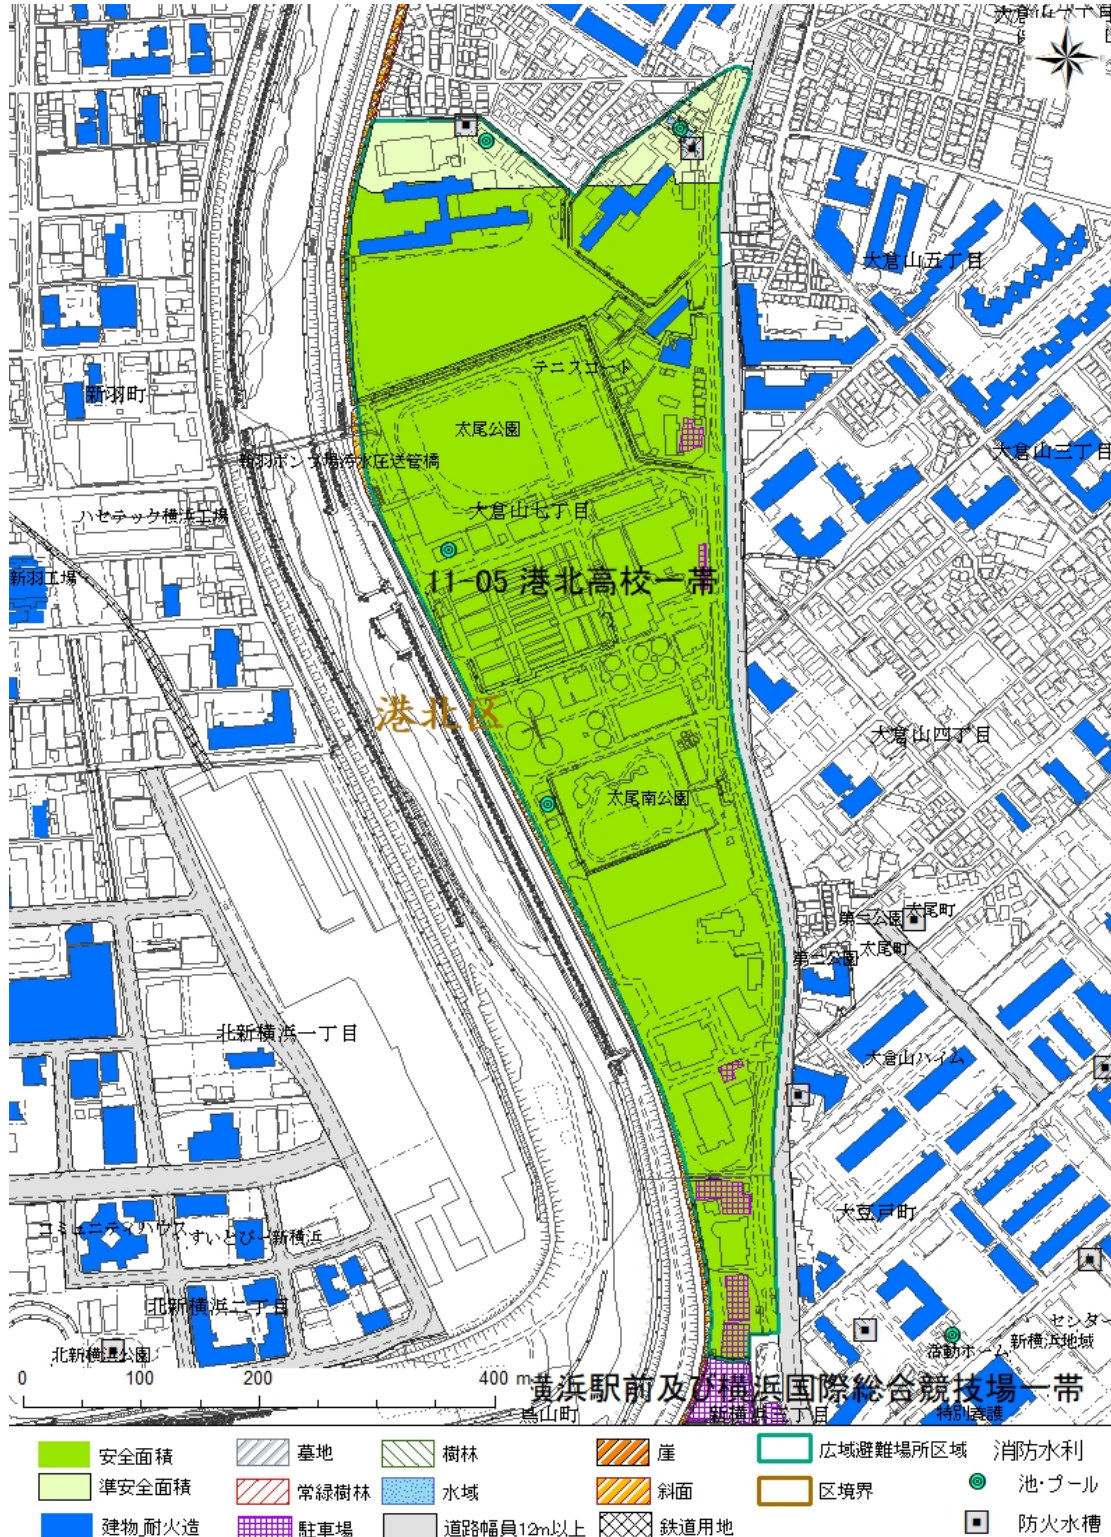 大倉山五丁目
新羽町
テニスコート
太尾公園
大倉山三丁目
新羽ポンプ場汚水圧送管橋
ハセテック横浜工場
大倉山七丁目
新羽工場
11-05 港北高校一帯
港北区
大倉山四丁目
太尾南公園
第三公園
太尾町
第二公園
太尾町
北新横浜一丁目
大倉山ハイム
大豆戸町
コミュニティハウス
すいとぴー新横浜
北新横浜二丁目
センター
新横浜地域
活動ホーム
北新横浜公園
0 200 400 m
横浜駅前及び横浜国際総合競技場一帯
鳥山町
新横浜三丁目
特別養護
安全面積
墓地
樹林
崖
広域避難場所区域
消防水利
準安全面積
常緑樹林
水域
斜面
区境界
池・プール
建物_耐火造
駐車場
道路幅員12m以上
鉄道用地
防火水槽